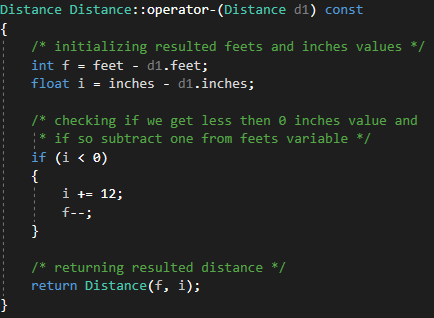 Distance Distance::operator-(Distance d1) const
{
    /* initializing resulted feets and inches values */
    int f = feet - d1.feet;
    float i = inches - d1.inches;

    /* checking if we get less then 0 inches value and
     * if so subtract one from feets variable */
    if (i < 0)
    {
        i += 12;
        f--;
    }

    /* returning resulted distance */
    return Distance(f, i);
}